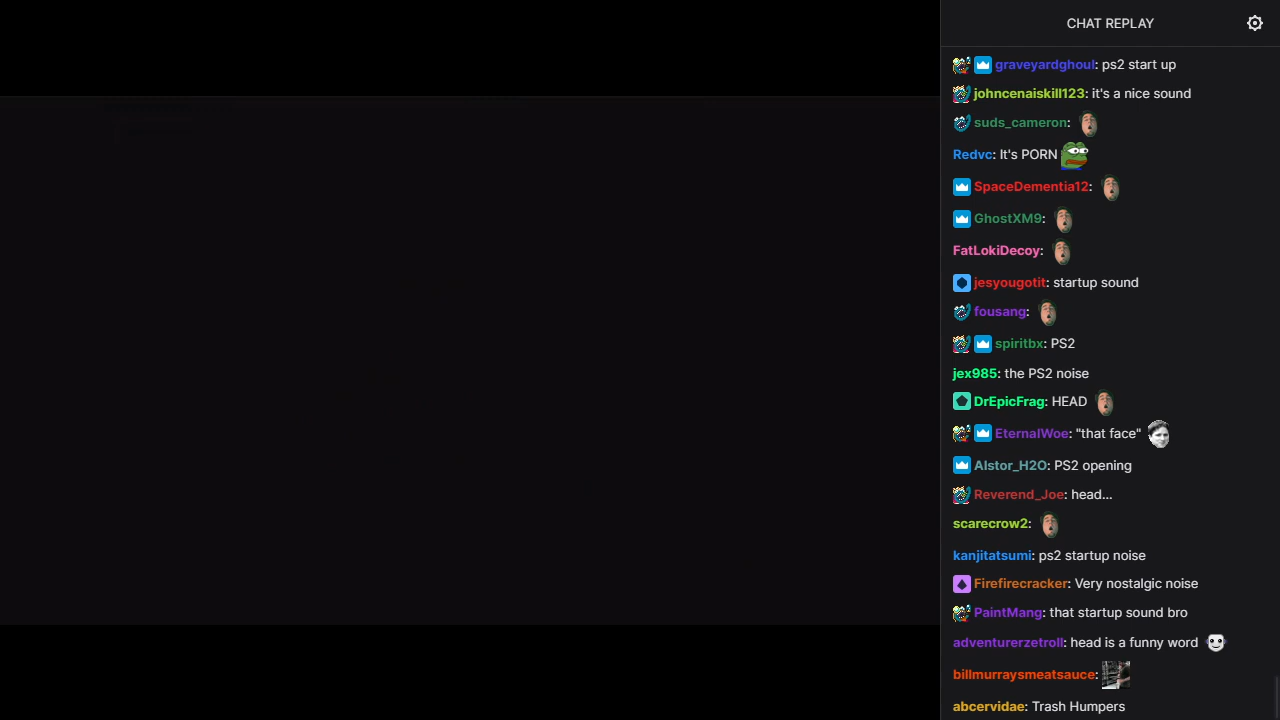 CHAT REPLAY
graveyardghoul: ps2 start up
johncenaiskill123: it's a nice sound
suds_cameron:
Redvc: It's PORN
SpaceDementia12:
GhostXM9:
FatLokiDecoy:
jesyougotit: startup sound
fousang:
spiritbx: PS2
jex985: the PS2 noise
DrEpicFrag: HEAD
EternalWoe: "that face"
Alstor_H2O: PS2 opening
Reverend_Joe: head...
scarecrow2:
kanjitatsumi: ps2 startup noise
Firefirecracker: Very nostalgic noise
PaintMang: that startup sound bro
adventurerzetroll: head is a funny word
billmurraysmeatsauce:
abcervidae: Trash Humpers